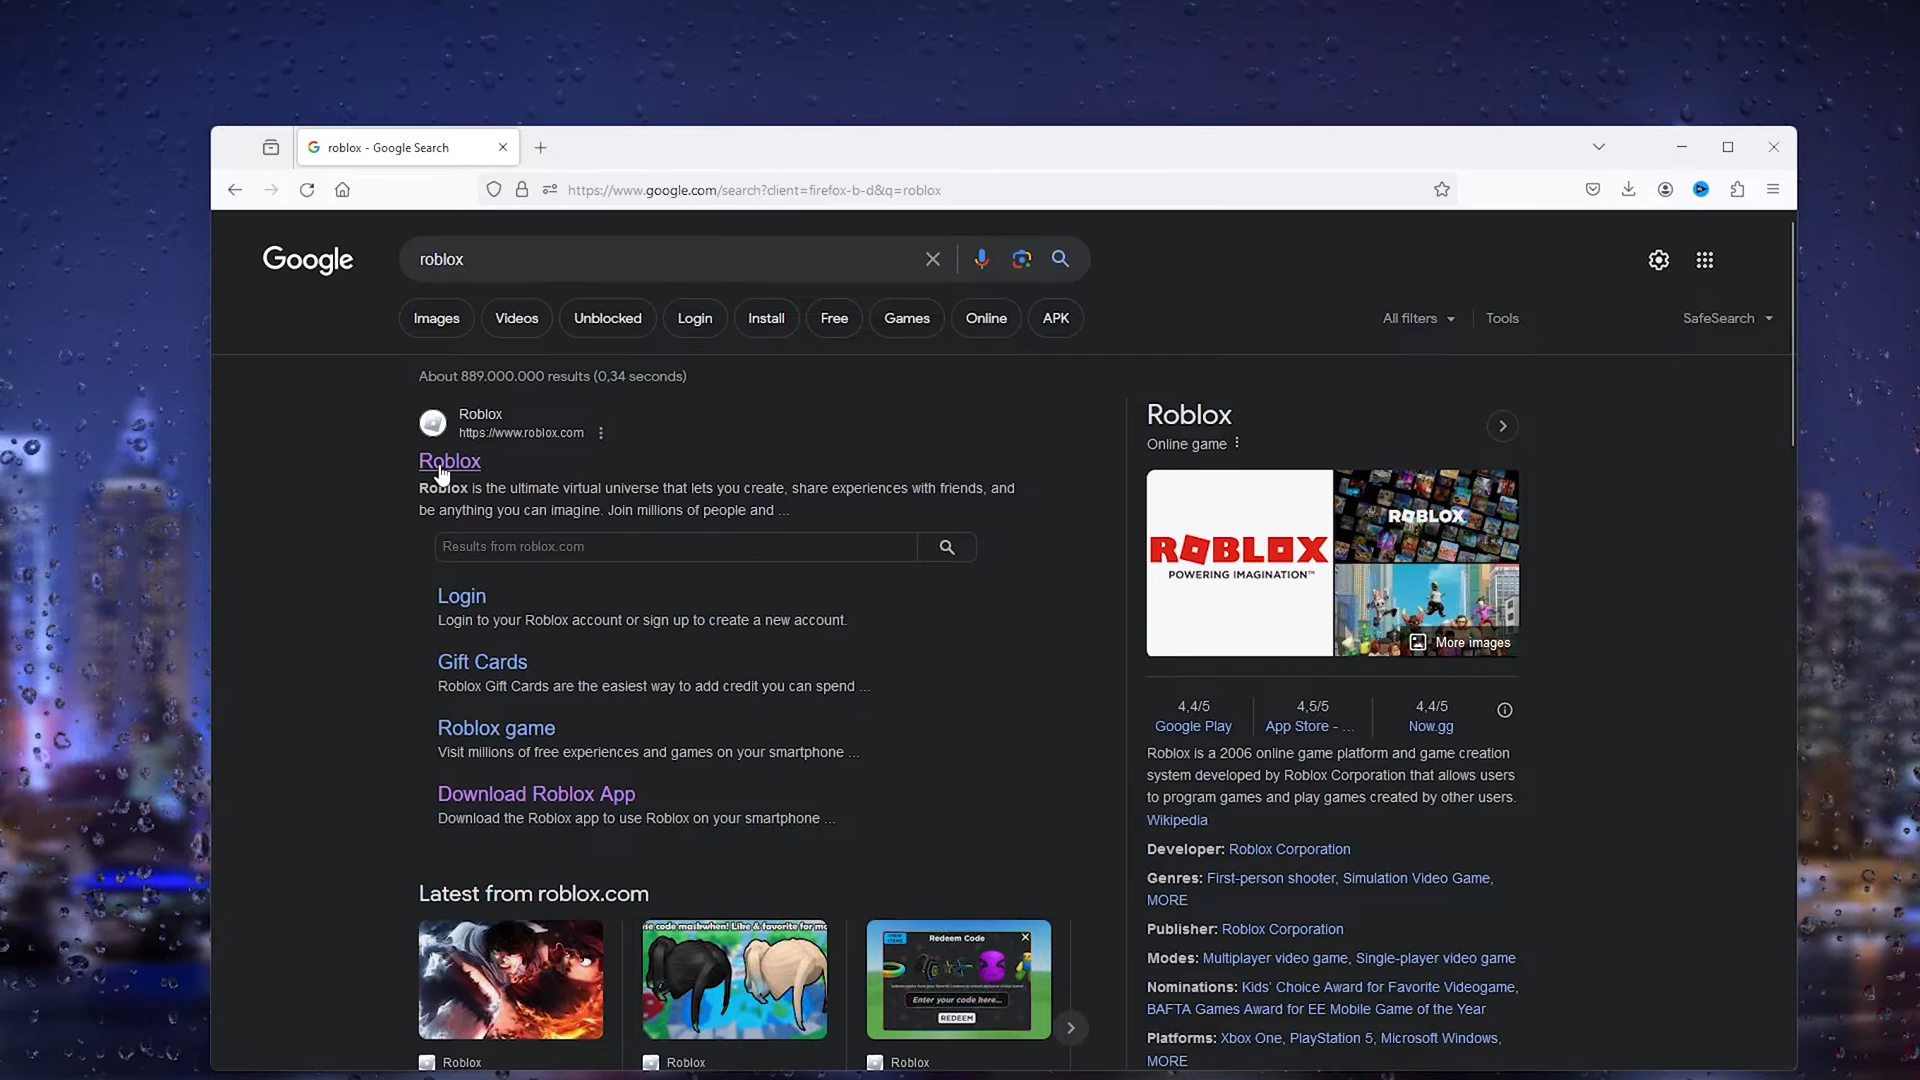 roblox - Google Search
https://www.google.com/search?client=firefox-b-d&q=roblox
Google
roblox
Images
Videos
Unblocked
Login
Install
Free
Games
Online
APK
All filters
Tools
SafeSearch
About 889.000.000 results (0,34 seconds)
Roblox
https://www.roblox.com
Roblox
Roblox is the ultimate virtual universe that lets you create, share experiences with friends, and
be anything you can imagine. Join millions of people and ...
Results from roblox.com
Login
Login to your Roblox account or sign up to create a new account.
Gift Cards
Roblox Gift Cards are the easiest way to add credit you can spend ...
Roblox game
Visit millions of free experiences and games on your smartphone ...
Download Roblox App
Download the Roblox app to use Roblox on your smartphone ...
Latest from roblox.com
se code maskwhen! Like & favorite for mo
VIEW ITEMS
Redeem Code
Enter your code here...
REDEEM
Roblox
Roblox
Roblox
Roblox
Online game
ROBLOX
POWERING IMAGINATION™
ROBLOX
More images
4,4/5
Google Play
4,5/5
App Store - ...
4,4/5
Now.gg
Roblox is a 2006 online game platform and game creation
system developed by Roblox Corporation that allows users
to program games and play games created by other users.
Wikipedia
Developer: Roblox Corporation
Genres: First-person shooter, Simulation Video Game,
MORE
Publisher: Roblox Corporation
Modes: Multiplayer video game, Single-player video game
Nominations: Kids' Choice Award for Favorite Videogame,
BAFTA Games Award for EE Mobile Game of the Year
Platforms: Xbox One, PlayStation 5, Microsoft Windows,
MORE